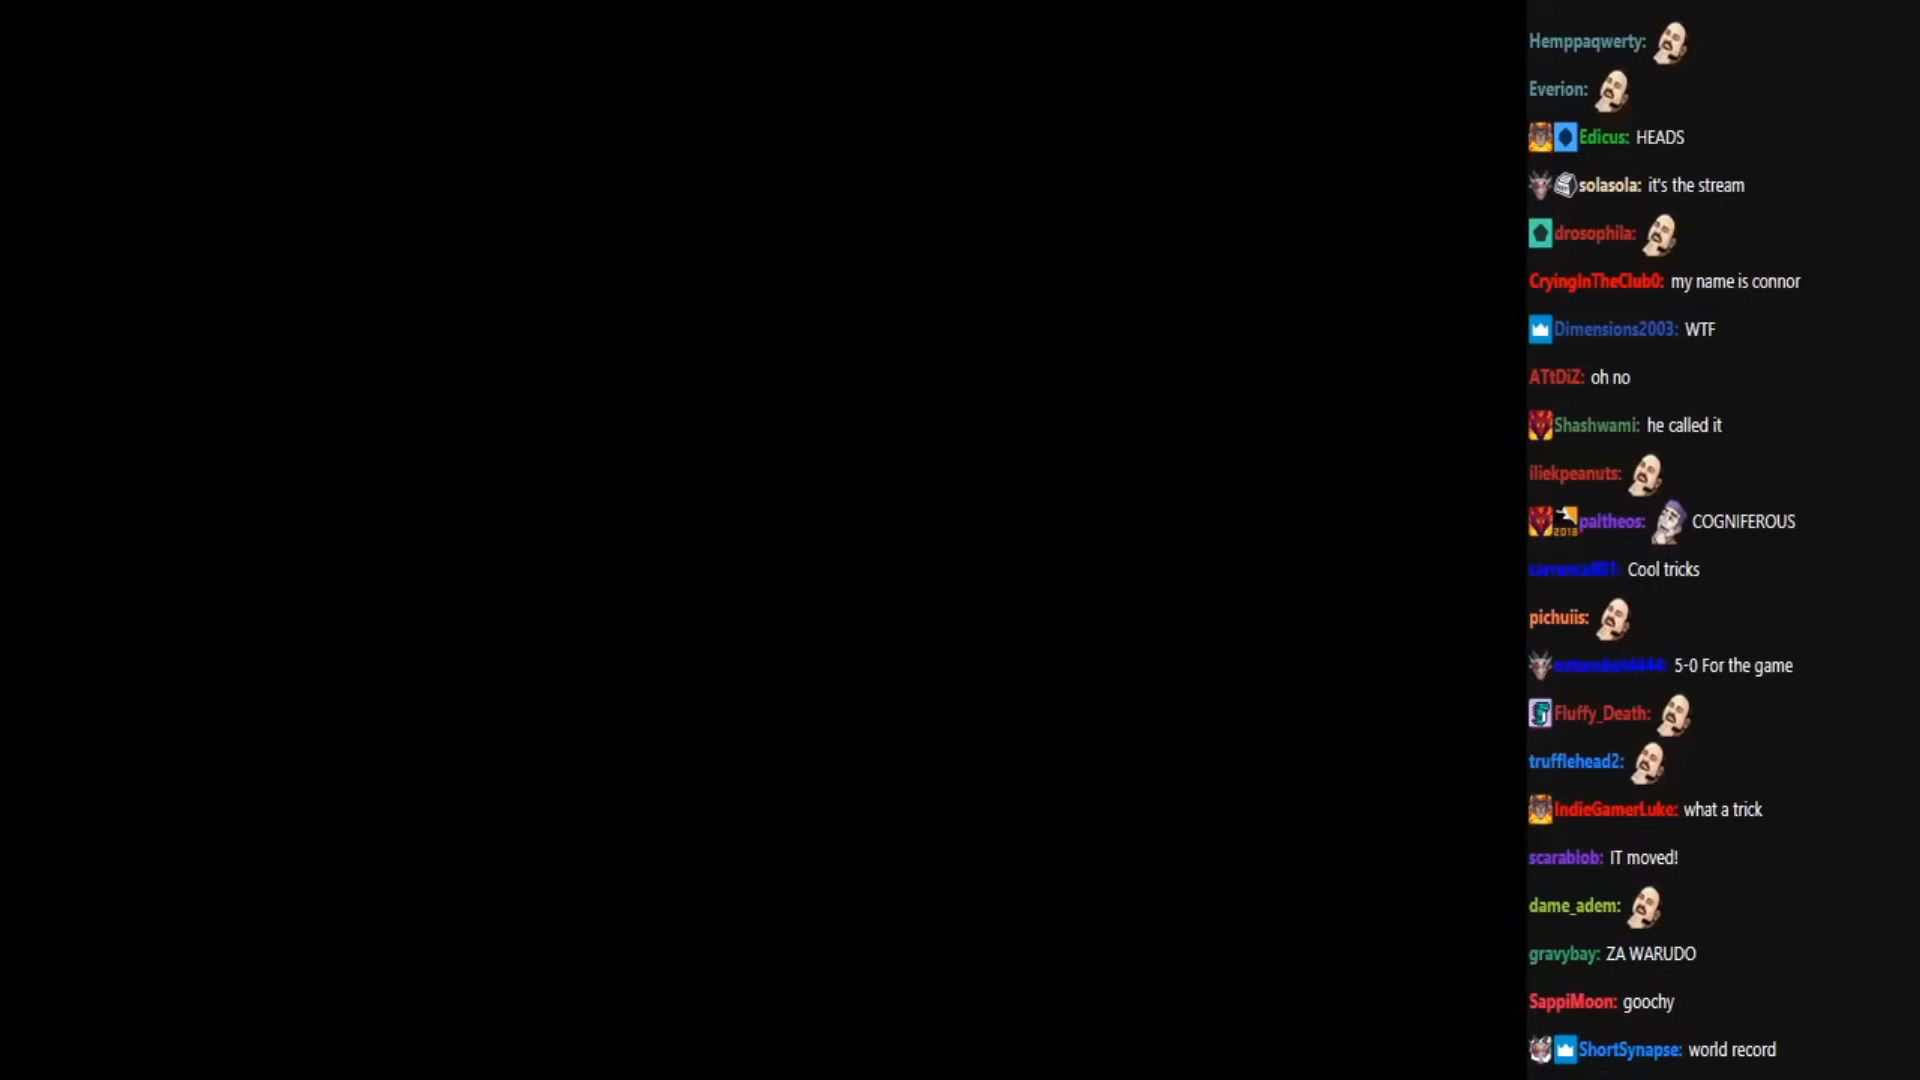 Hemppaqwerty:
Everion:
Edicus: HEADS
solasola: it's the stream
drosophila:
CryingInTheClub0: my name is connor
Dimensions2003: WTF
ATtDiZ: oh no
Shashwami: he called it
iliekpeanuts:
2018 paltheos: COGNIFEROUS
Cool tricks
pichuiis:
5-0 For the game
Fluffy_Death:
trufflehead2:
IndieGamerLuke: what a trick
scarablob: IT moved!
dame_adem:
gravybay: ZA WARUDO
SappiMoon: goochy
ShortSynapse: world record